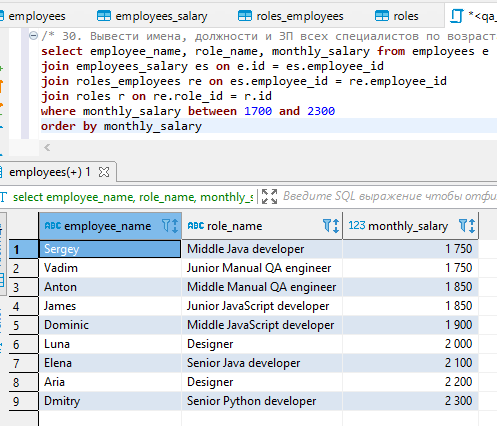 employees
employees_salary
roles_employees
roles
*<qa_
/* 30. Вывести имена, должности и ЗП всех специалистов по возраст
select employee_name, role_name, monthly_salary from employees e
join employees_salary es on e.id = es.employee_id
join roles_employees re on es.employee_id = re.employee_id
join roles r on re.role_id = r.id
where monthly_salary between 1700 and 2300
order by monthly_salary
employees(+) 1
select employee_name, role_name, monthly_s
Введите SQL выражение чтобы отфи
ABC employee_name ABC role_name 123 monthly_salary
1 Sergey Middle Java developer 1 750
2 Vadim Junior Manual QA engineer 1 750
3 Anton Middle Manual QA engineer 1 850
4 James Junior JavaScript developer 1 850
5 Dominic Middle JavaScript developer 1 900
6 Luna Designer 2 000
7 Elena Senior Java developer 2 100
8 Aria Designer 2 200
9 Dmitry Senior Python developer 2 300